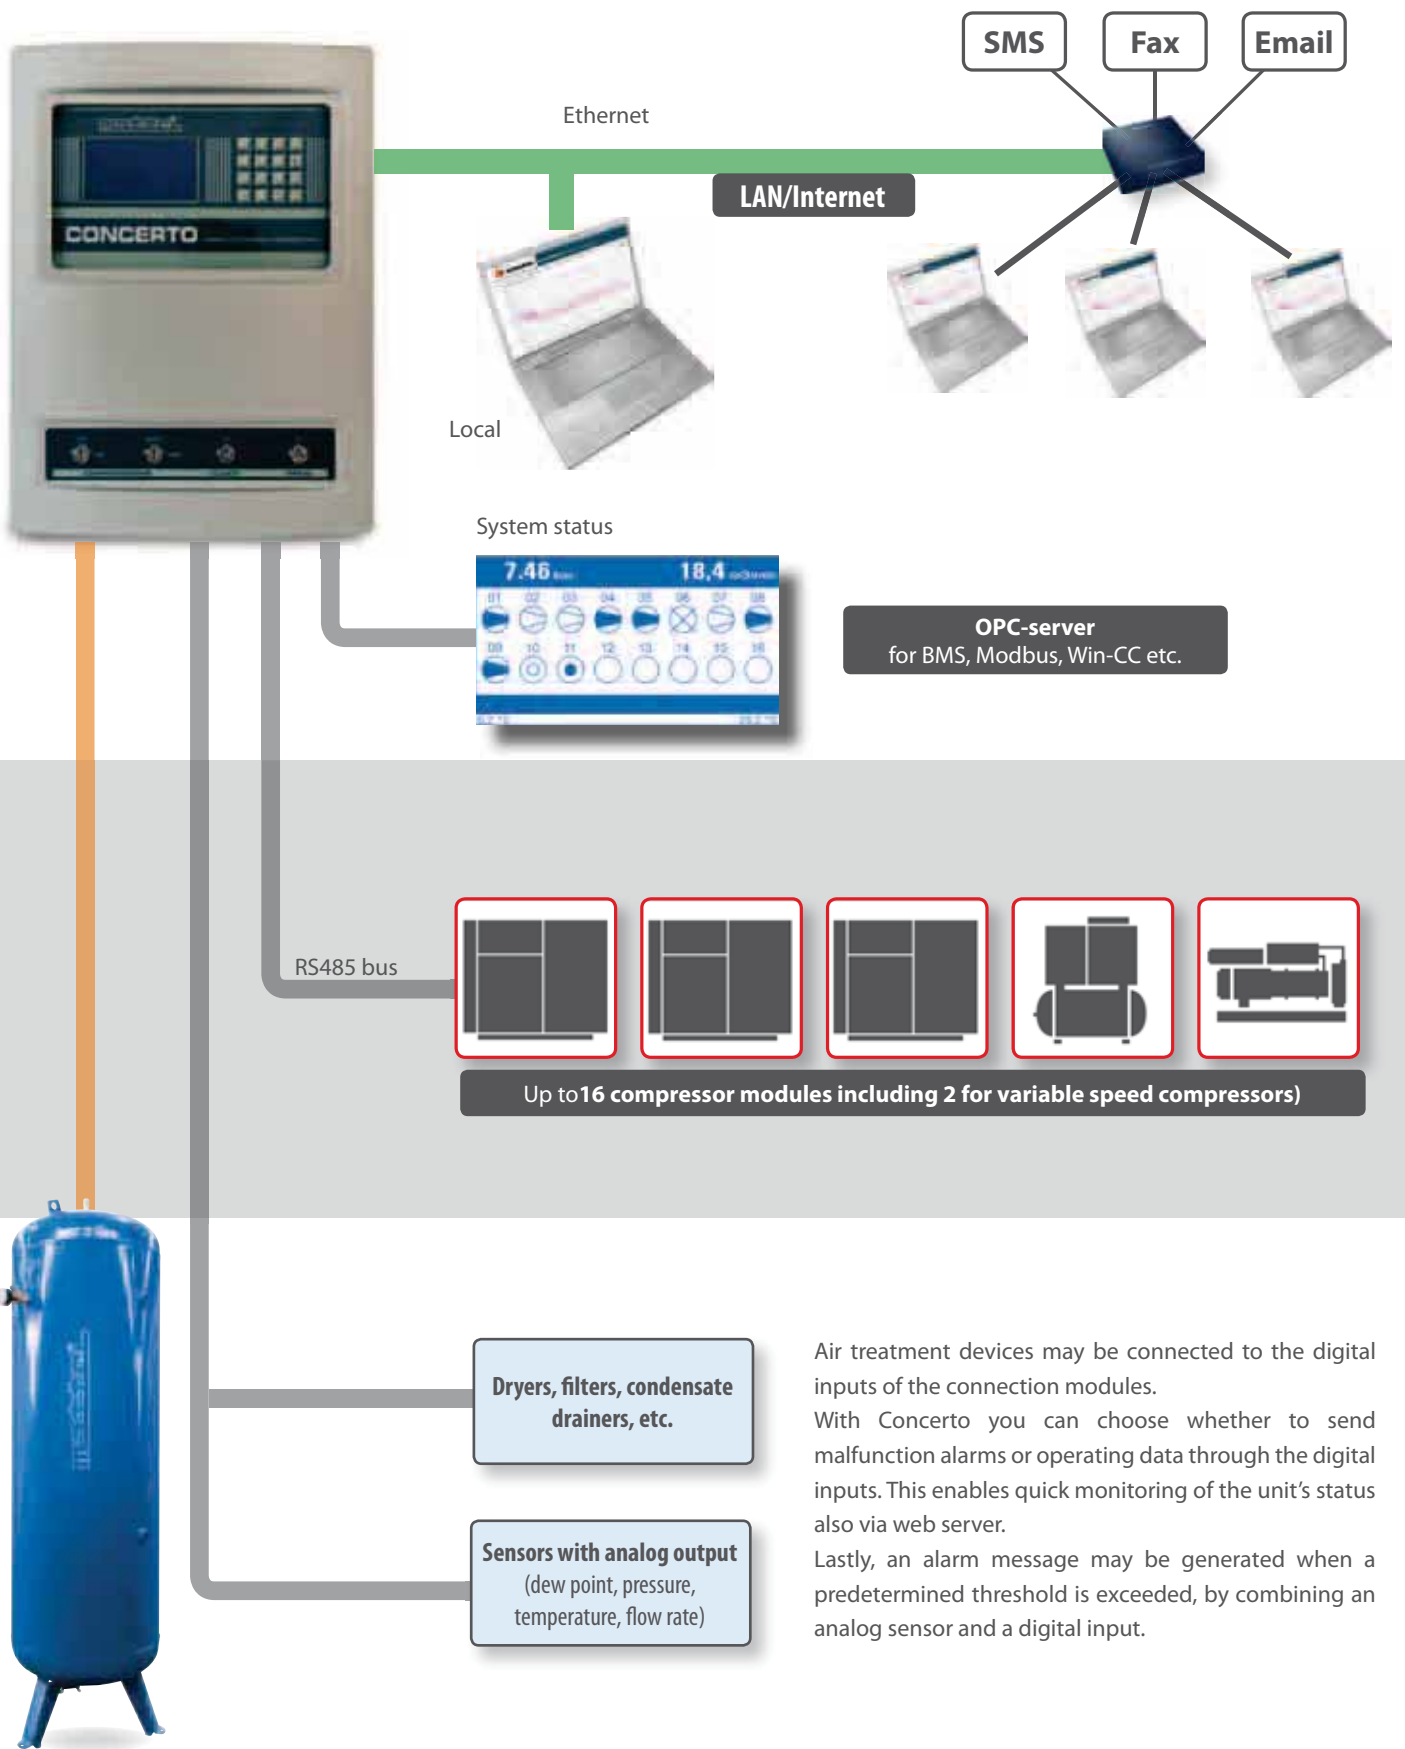 SMS
Fax
Email
Ethernet
LAN/Internet
CONCERTO
Local
System status
7.46
18,4
01 02 03 04 05 06 07 08
09 10 11 12 13 14 15 16
OPC-server
for BMS, Modbus, Win-CC etc.
RS485 bus
Up to16 compressor modules including 2 for variable speed compressors)
Dryers, filters, condensate
drainers, etc.
Sensors with analog output
(dew point, pressure,
temperature, flow rate)
Air treatment devices may be connected to the digital
inputs of the connection modules.
With Concerto you can choose whether to send
malfunction alarms or operating data through the digital
inputs. This enables quick monitoring of the unit's status
also via web server.
Lastly, an alarm message may be generated when a
predetermined threshold is exceeded, by combining an
analog sensor and a digital input.